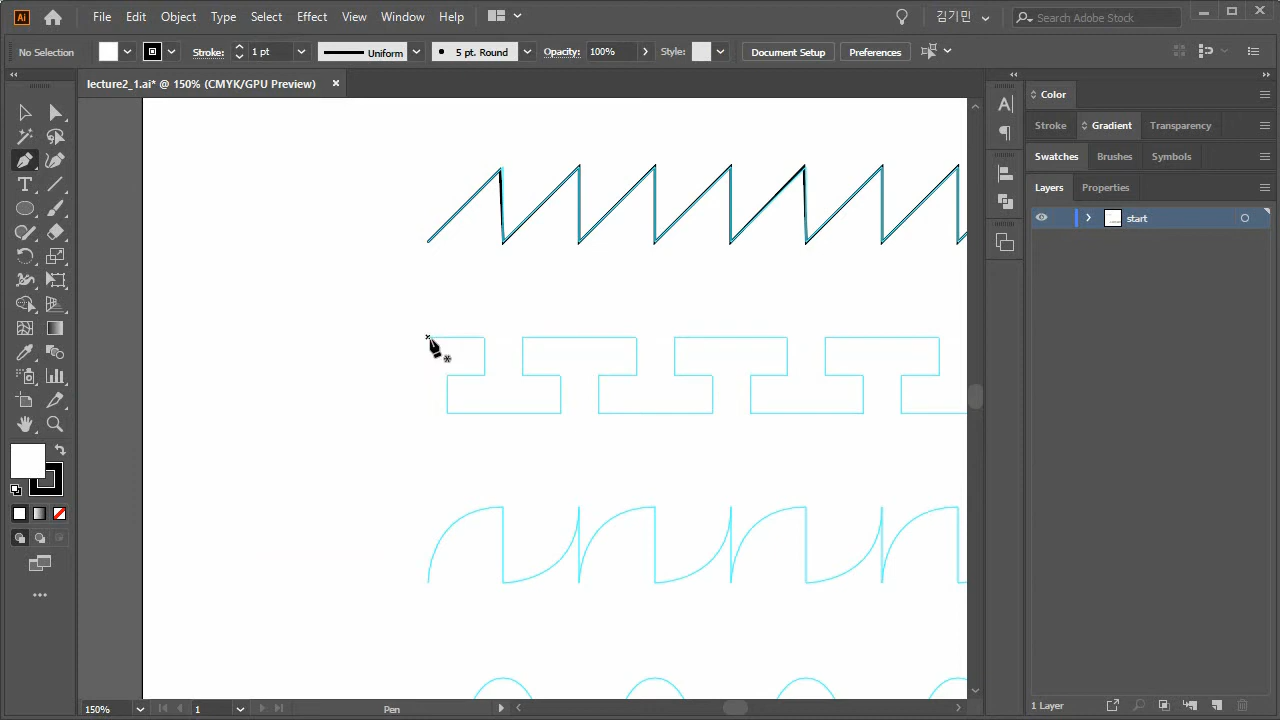 Ai File Edit Object Type Select Effect View Window Help 김기민 Search Adobe Stock
No Selection Stroke: 1 pt Uniform 5 pt. Round Opacity: 100% Style: Document Setup Preferences
lecture2_1.ai* @ 150% (CMYK/GPU Preview)
Color
Stroke Gradient Transparency
Swatches Brushes Symbols
Layers Properties
start
150% 1 Pen 1 Layer